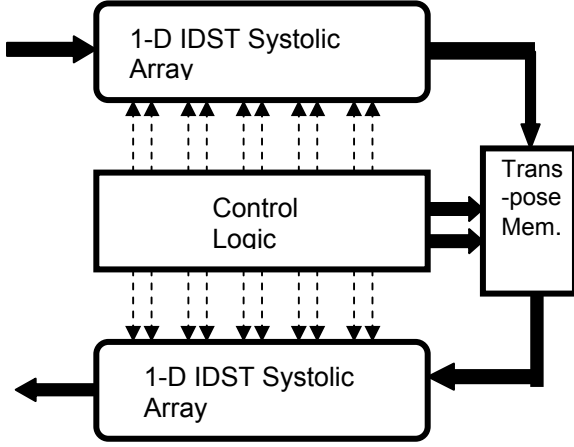 1-D IDST Systolic
Array
Control
Logic
Trans
-pose
Mem.
1-D IDST Systolic
Array